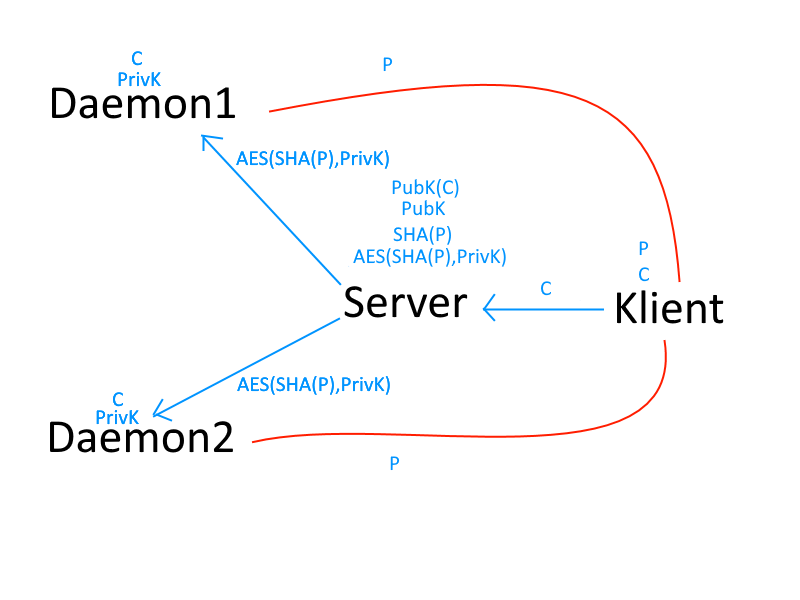 C
PrivK
Daemon1
P
AES(SHA(P),PrivK)
PubK(C)
PubK
SHA(P)
AES(SHA(P),PrivK)
P
C
Server
C
Klient
AES(SHA(P),PrivK)
C
PrivK
Daemon2
P